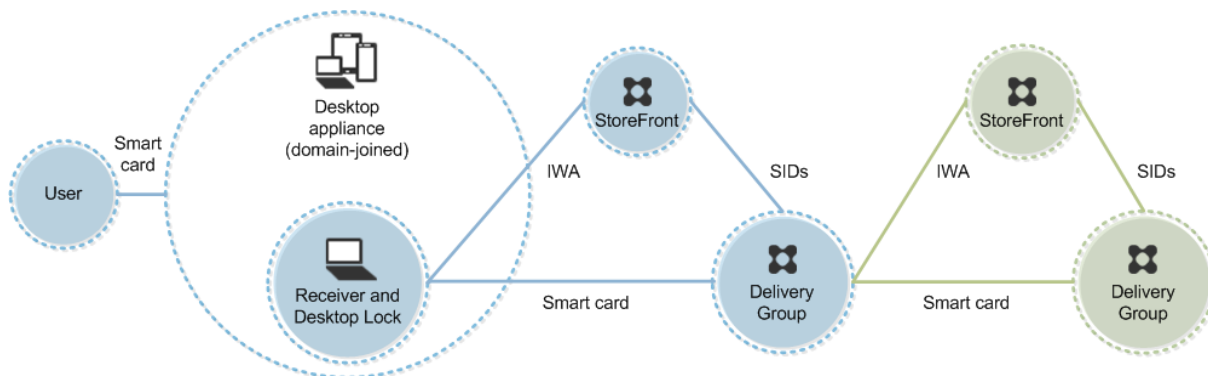 User
Smart
card
Desktop
appliance
(domain-joined)
Receiver and
Desktop Lock
IWA
StoreFront
SIDs
Smart card
Delivery
Group
IWA
StoreFront
SIDs
Smart card
Delivery
Group